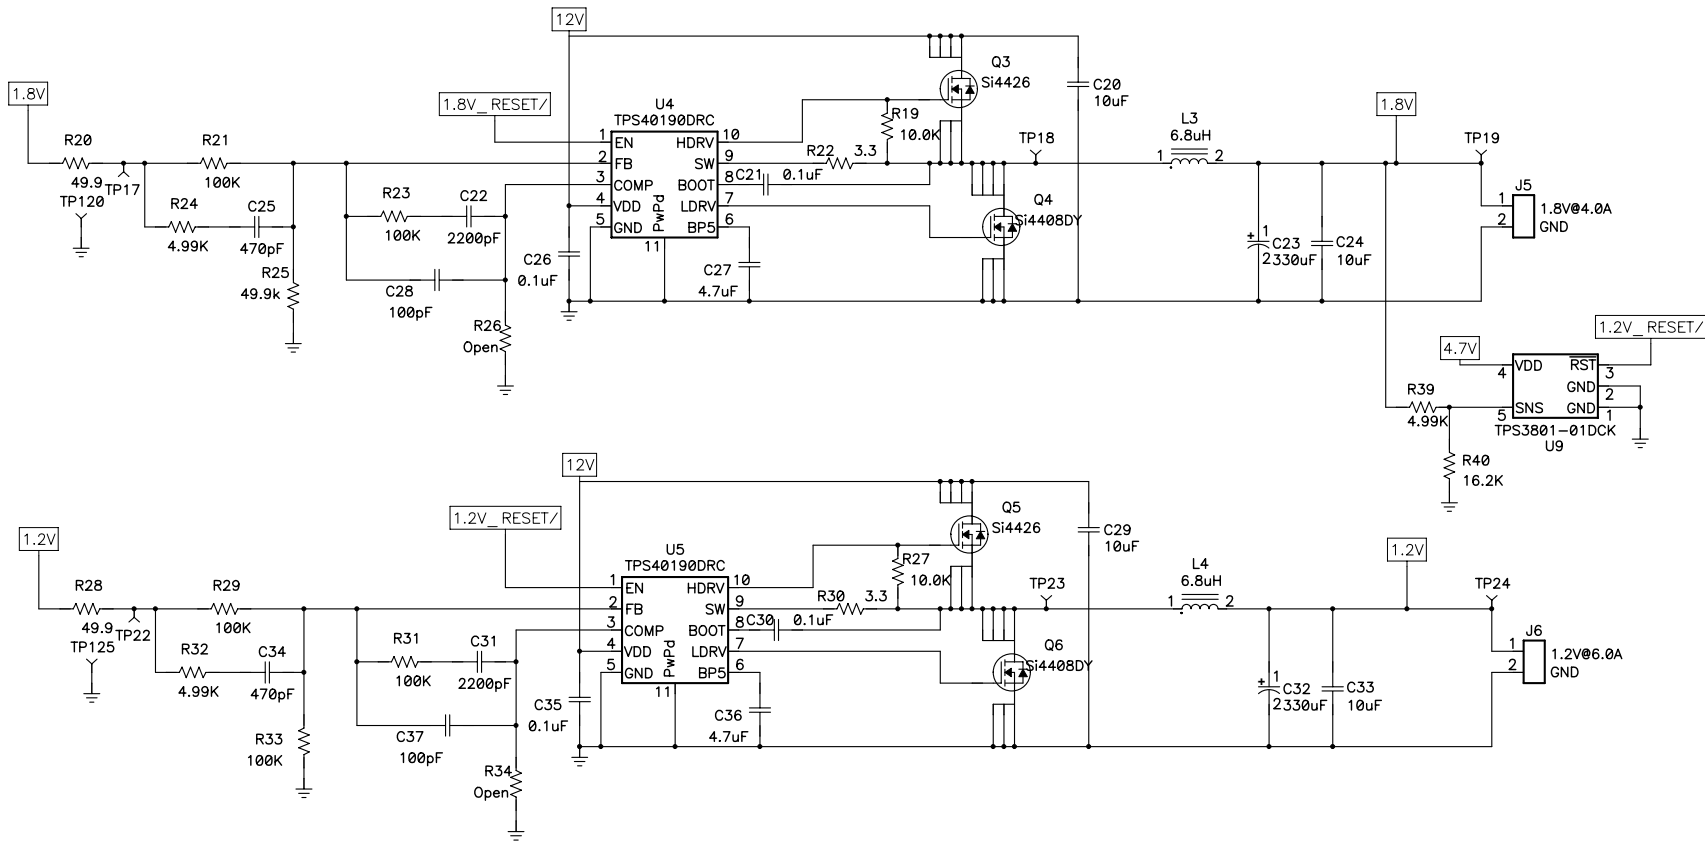 12V
Q3
Si4426
C20
10uF
1.8V
1.8V_RESET/
U4
TPS40190DRC
R19
10.0K
1.8V
L3
6.8uH
TP18
TP19
R20
49.9
TP17
TP120
R21
100K
R24
4.99K
C25
470pF
R25
49.9k
R23
100K
C22
2200pF
C28
100pF
R26
Open
1 EN HDRV 10
2 FB SW 9
3 COMP BOOT 8
4 VDD LDRV 7
5 GND BP5 6
PwPd
11
R22 3.3
C21 0.1uF
Q4
Si4408DY
C26
0.1uF
C27
4.7uF
1 2
+ 1
C23
2 330uF
C24
10uF
J5
1 1.8V@4.0A
2 GND
1.2V_RESET/
4.7V
4 VDD RST 3
GND 2
5 SNS GND 1
TPS3801-01DCK
U9
R39
4.99K
R40
16.2K
12V
Q5
Si4426
C29
10uF
1.2V
1.2V_RESET/
U5
TPS40190DRC
R27
10.0K
1.2V
L4
6.8uH
TP23
TP24
R28
49.9
TP22
TP125
R29
100K
R32
4.99K
C34
470pF
R33
100K
R31
100K
C31
2200pF
C37
100pF
R34
Open
1 EN HDRV 10
2 FB SW 9
3 COMP BOOT 8
4 VDD LDRV 7
5 GND BP5 6
PwPd
11
R30 3.3
C30 0.1uF
Q6
Si4408DY
C35
0.1uF
C36
4.7uF
1 2
+ 1
C32
2 330uF
C33
10uF
J6
1 1.2V@6.0A
2 GND